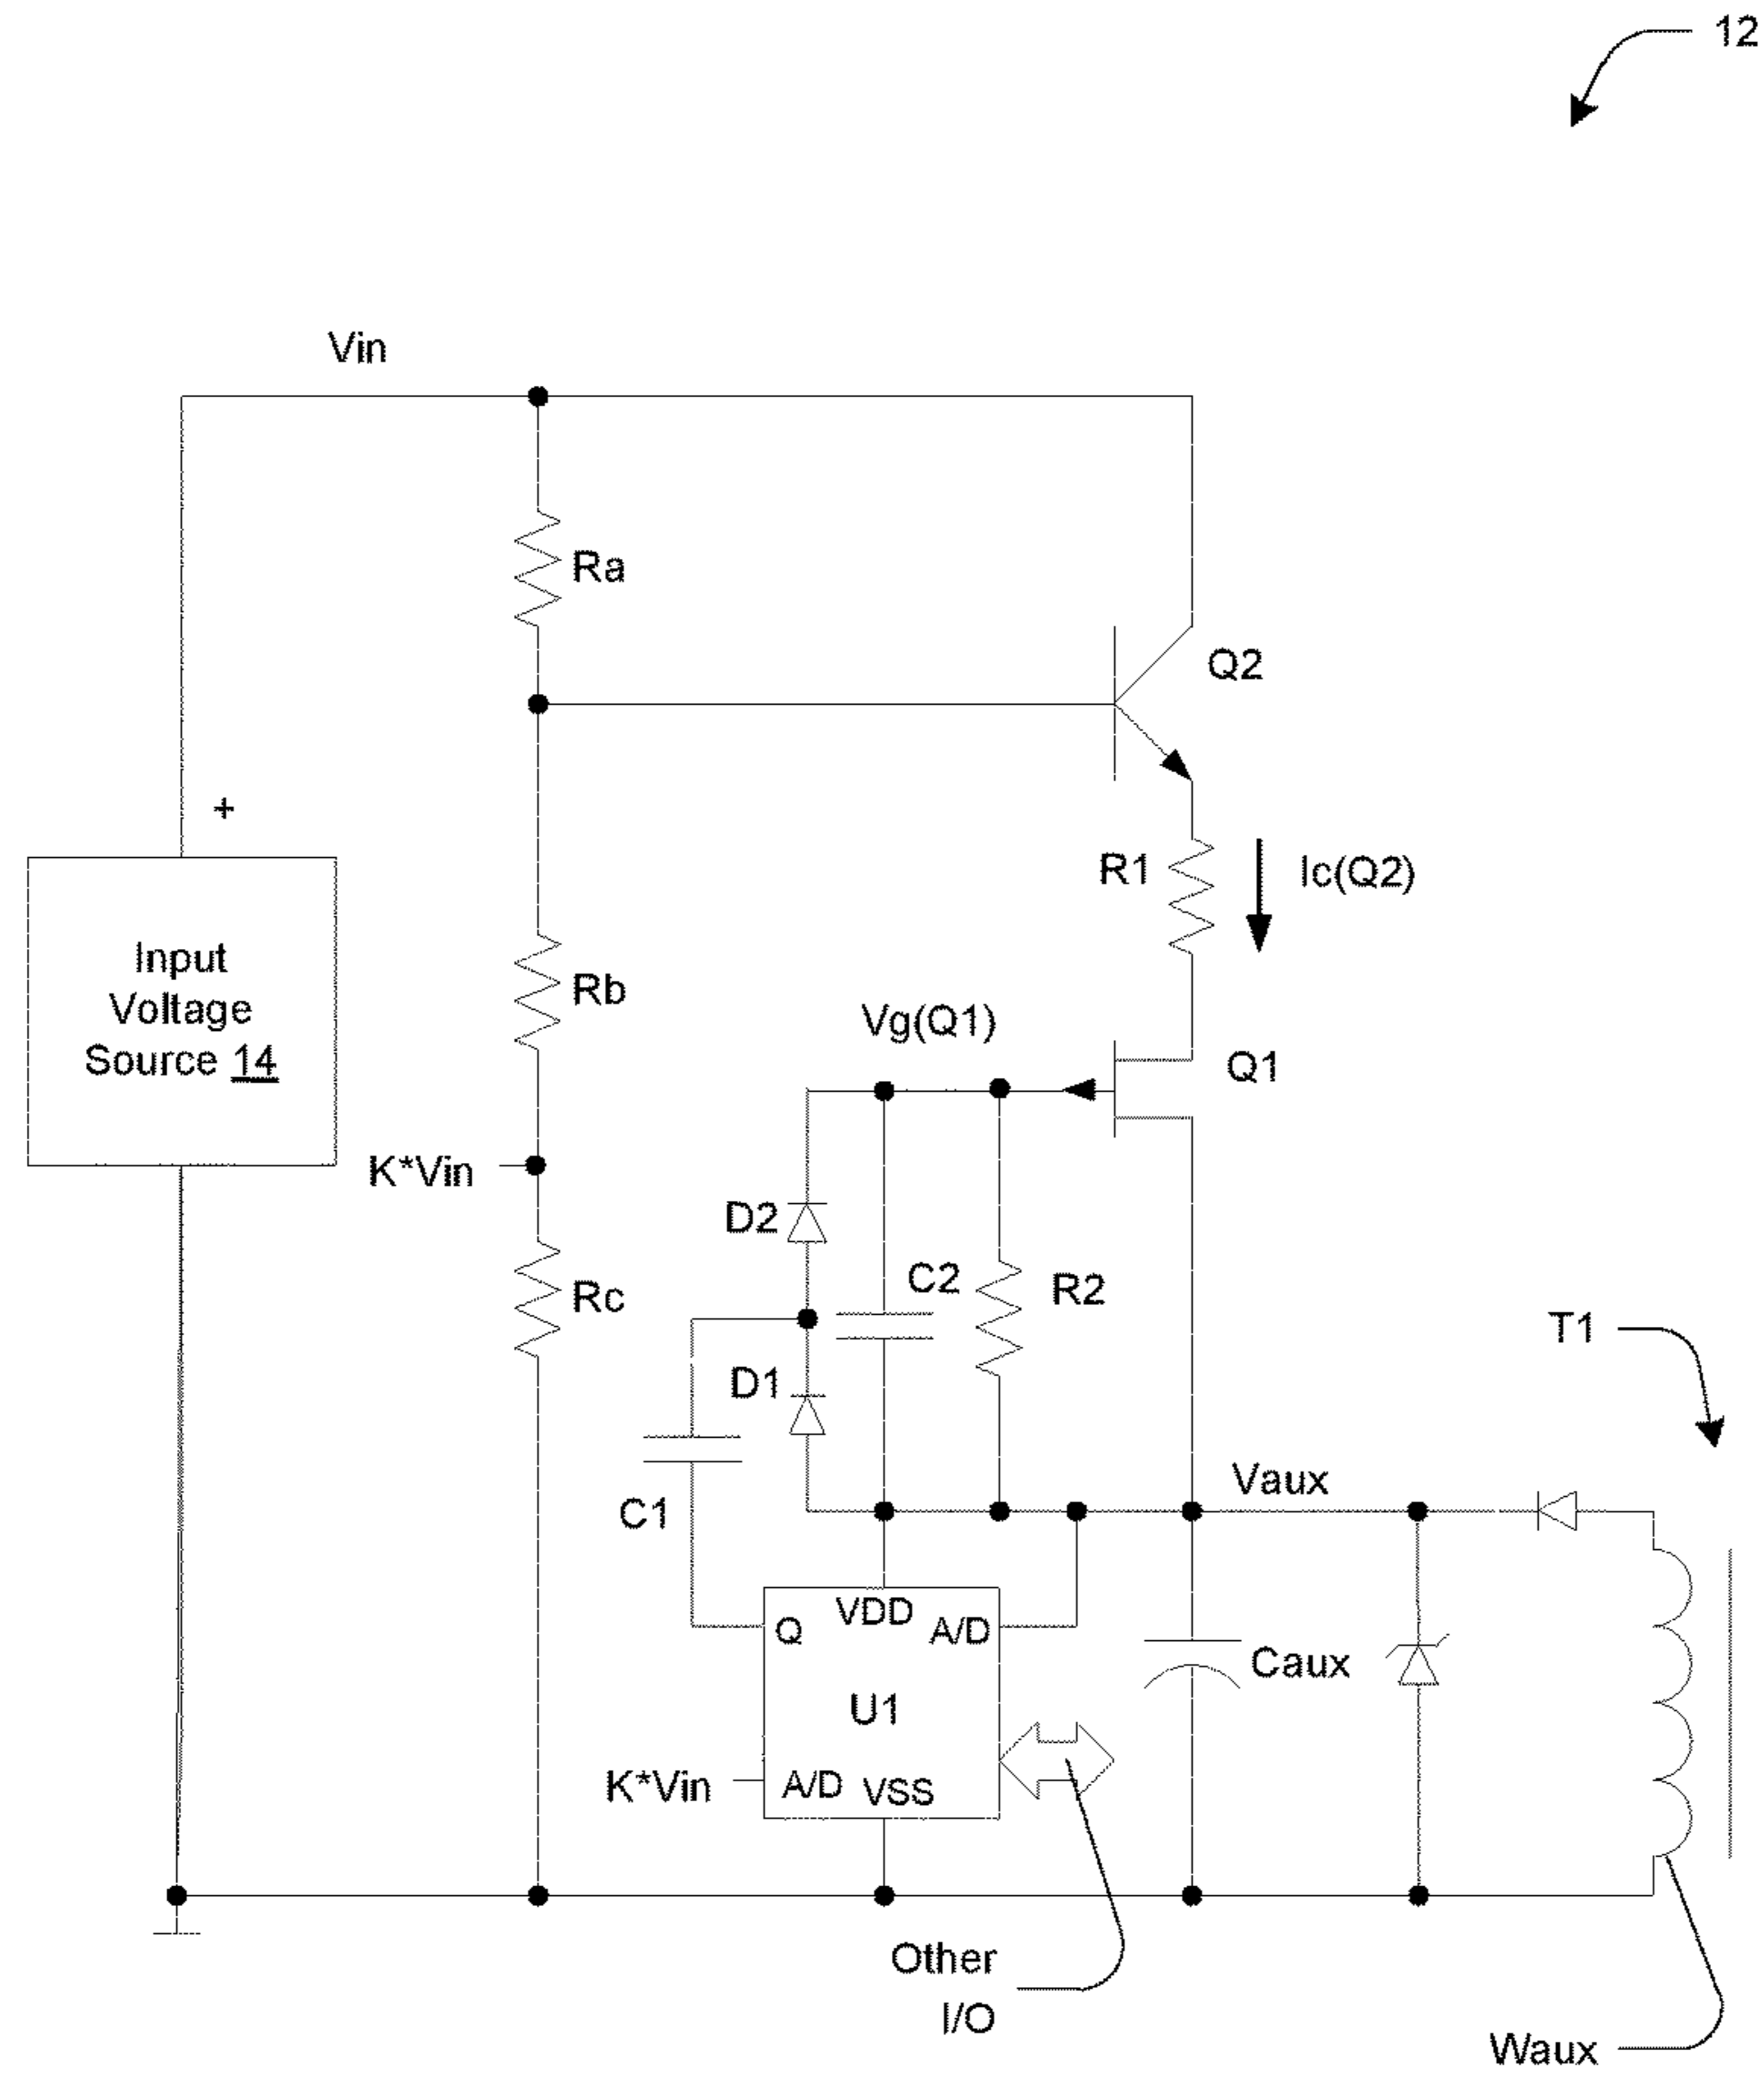 12
Vin
Ra
Q2
+
R1
Ic(Q2)
Input
Voltage
Source 14
Rb
Vg(Q1)
Q1
K*Vin
D2
C2
R2
Rc
T1
D1
Vaux
C1
VDD
Q
A/D
Caux
U1
K*Vin
A/D
VSS
Other
I/O
Waux